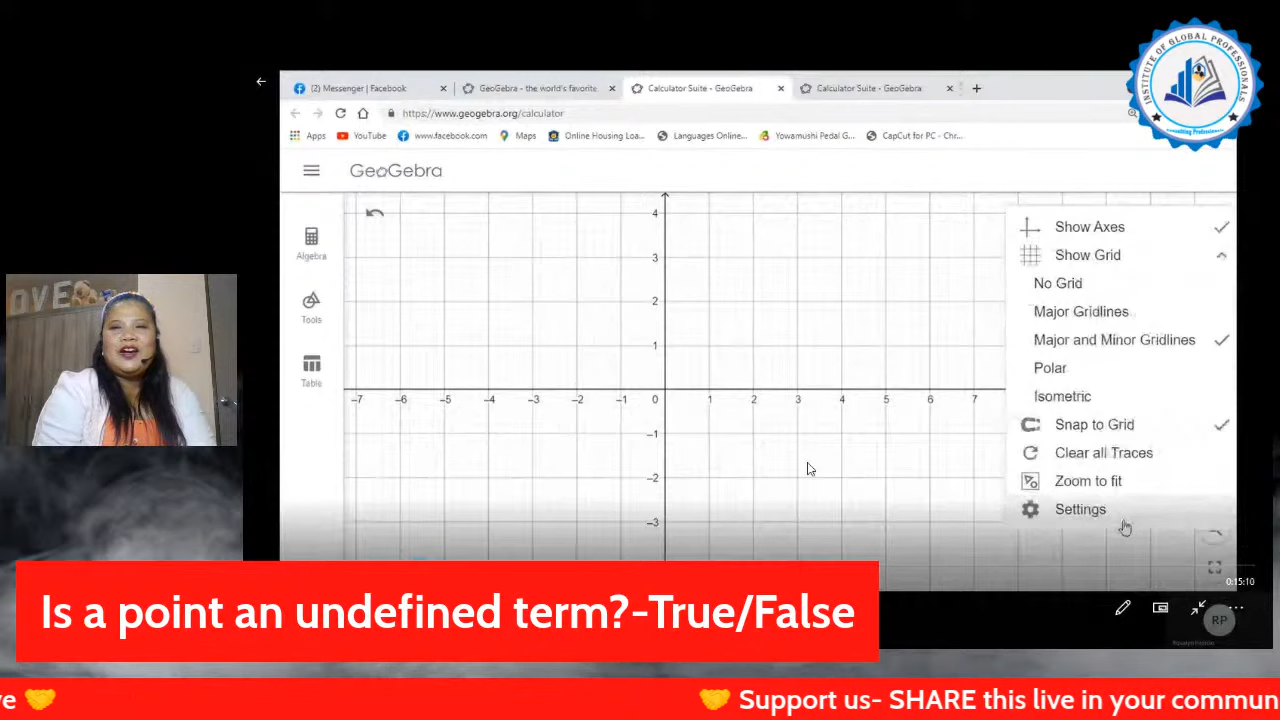 INSTITUTE OF GLOBAL PROFESSIONALS
Consulting Professionals
(2) Messenger | Facebook
GeoGebra - the world's favorite
Calculator Suite - GeoGebra
Calculator Suite - GeoGebra
https://www.geogebra.org/calculator
Apps
YouTube
www.facebook.com
Maps
Online Housing Loa...
Languages Online...
Yowamushi Pedal G...
CapCut for PC - Chr...
GeoGebra
Algebra
Tools
Table
4
3
2
1
–7 –6 –5 –4 –3 –2 –1 0 1 2 3 4 5 6 7
–1
–2
–3
Show Axes
Show Grid
No Grid
Major Gridlines
Major and Minor Gridlines
Polar
Isometric
Snap to Grid
Clear all Traces
Zoom to fit
Settings
OVES
0:15:10
RP
Is a point an undefined term?-True/False
ve 🤝 🤝 Support us- SHARE this live in your commun